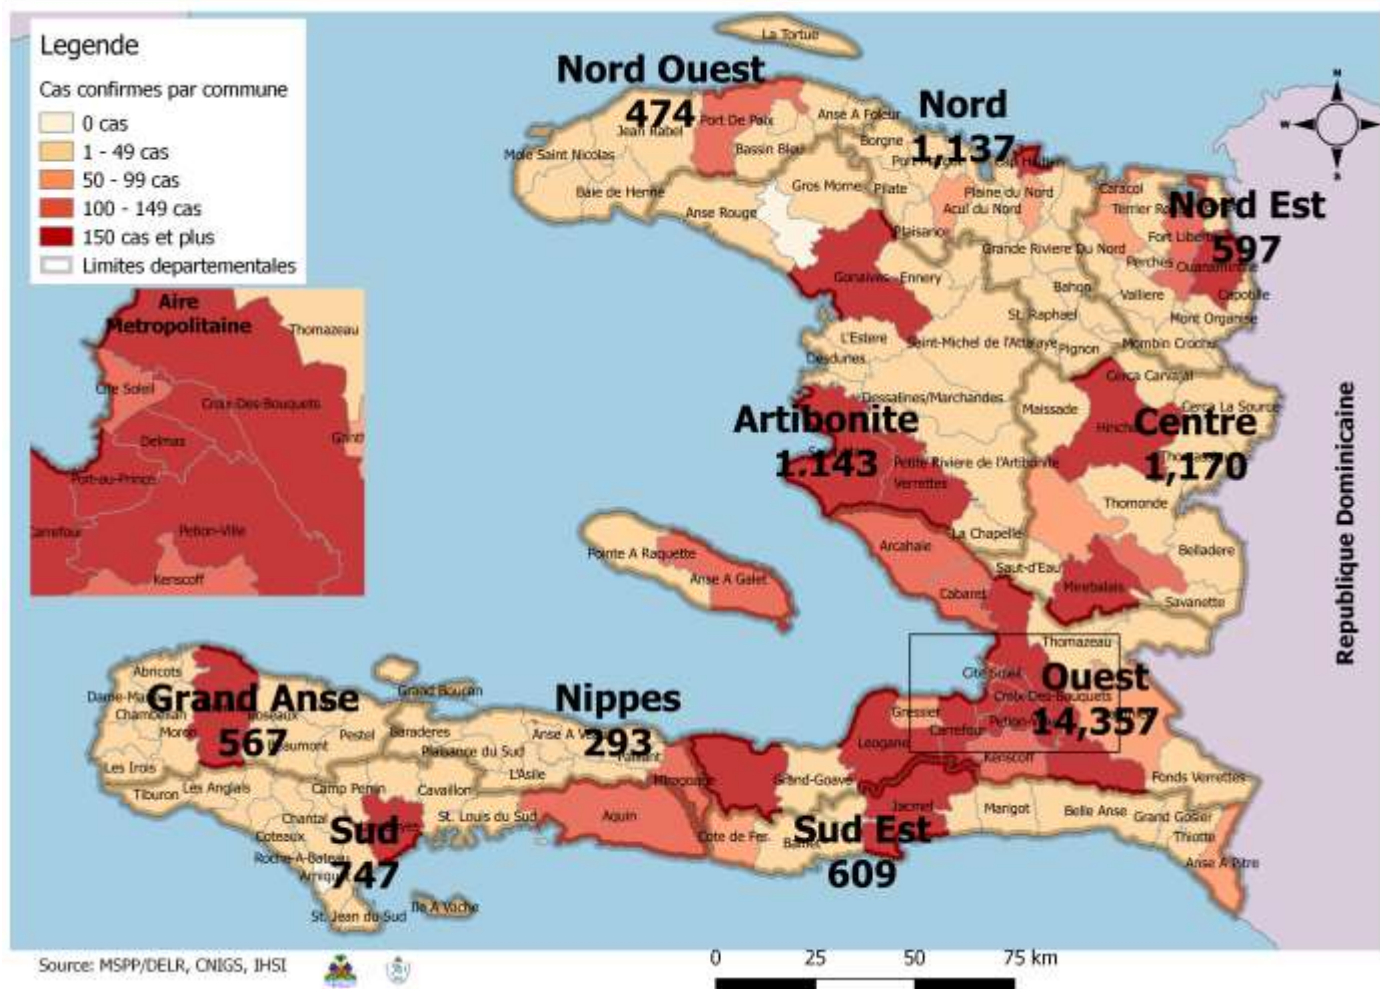 Legende
Cas confirmes par commune
0 cas
1 - 49 cas
50 - 99 cas
100 - 149 cas
150 cas et plus
Limites departementales
Aire
Metropolitaine
Thomazeau
Cite Soleil
Croix-Des-Bouquets
Delmas
Port-au-Prince
Carrefour
Petion-Ville
Kenscoff
La Tortue
Nord Ouest
474
Port De Paix
Jean Rabel
Anse A Foleur
Bassin Bleu
Mole Saint Nicolas
Baie de Henne
Nord
1,137
Borgne
Pilate
Plaine du Nord
Acul du Nord
Plaisance
Grande Riviere Du Nord
Bahon
St. Raphael
Pignon
Nord Est
597
Caracol
Fort Liberte
Perches
Ouanaminthe
Capotille
Valliere
Mont Organise
Mombin Crochu
Gros Morne
Anse Rouge
Gonaives
Ennery
L'Estere
Saint-Michel de l'Attalaye
Desdunes
Dessalines/Marchandes
Artibonite
1.143
Petite Riviere de l'Artibonite
Verrettes
La Chapelle
Cerca Carvajal
Maissade
Cerca La Source
Centre
1,170
Thomonde
Belladere
Saut-d'Eau
Mirebalais
Savanette
Republique Dominicaine
Arcahaie
Cabaret
Pointe A Raquette
Anse A Galet
Thomazeau
Cite Soleil
Ouest
14,357
Croix-Des-Bouquets
Gressier
Carrefour
Leogane
Kenscoff
Fonds Verrettes
Grand-Goave
Abricots
Grand Anse
567
Chambellan
Moron
Pestel
Les Irois
Grand Boucan
Nippes
293
Baraderes
Plaisance du Sud
L'Asile
Miragoane
Tiburon
Les Anglais
Camp Perrin
Cavaillon
Chantal
Coteaux
St. Louis du Sud
Aquin
Sud
747
Roche-A-Bateau
St. Jean du Sud
Ile A Vache
Cote de Fer
Sud Est
609
Jacmel
Marigot
Belle Anse
Grand Gosier
Thiotte
Anse A Pitre
N
W
S
Source: MSPP/DELR, CNIGS, IHSI
0 25 50 75 km